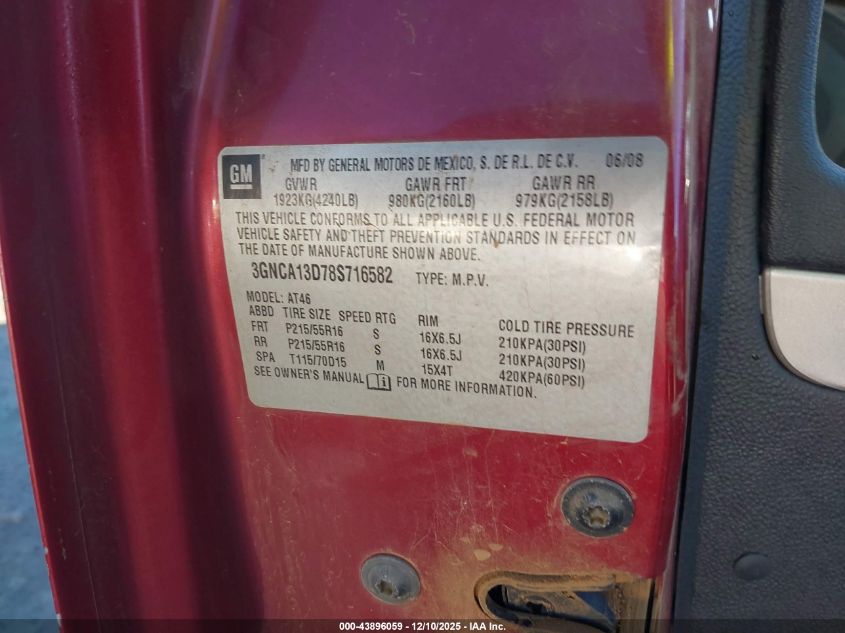 GM
MFD BY GENERAL MOTORS DE MEXICO, S. DE R.L. DE C.V. 06/08
GVWR GAWR FRT GAWR RR
1923KG(4240LB) 980KG(2160LB) 979KG(2158LB)
THIS VEHICLE CONFORMS TO ALL APPLICABLE U.S. FEDERAL MOTOR
VEHICLE SAFETY AND THEFT PREVENTION STANDARDS IN EFFECT ON
THE DATE OF MANUFACTURE SHOWN ABOVE.
3GNCA13D78S716582 TYPE: M.P.V.
MODEL: AT46
ABBD TIRE SIZE SPEED RTG RIM COLD TIRE PRESSURE
FRT P215/55R16 S 16X6.5J 210KPA(30PSI)
RR P215/55R16 S 16X6.5J 210KPA(30PSI)
SPA T115/70D15 M 15X4T 420KPA(60PSI)
SEE OWNER'S MANUAL FOR MORE INFORMATION.
000-43896059 — 12/10/2025 — IAA Inc.